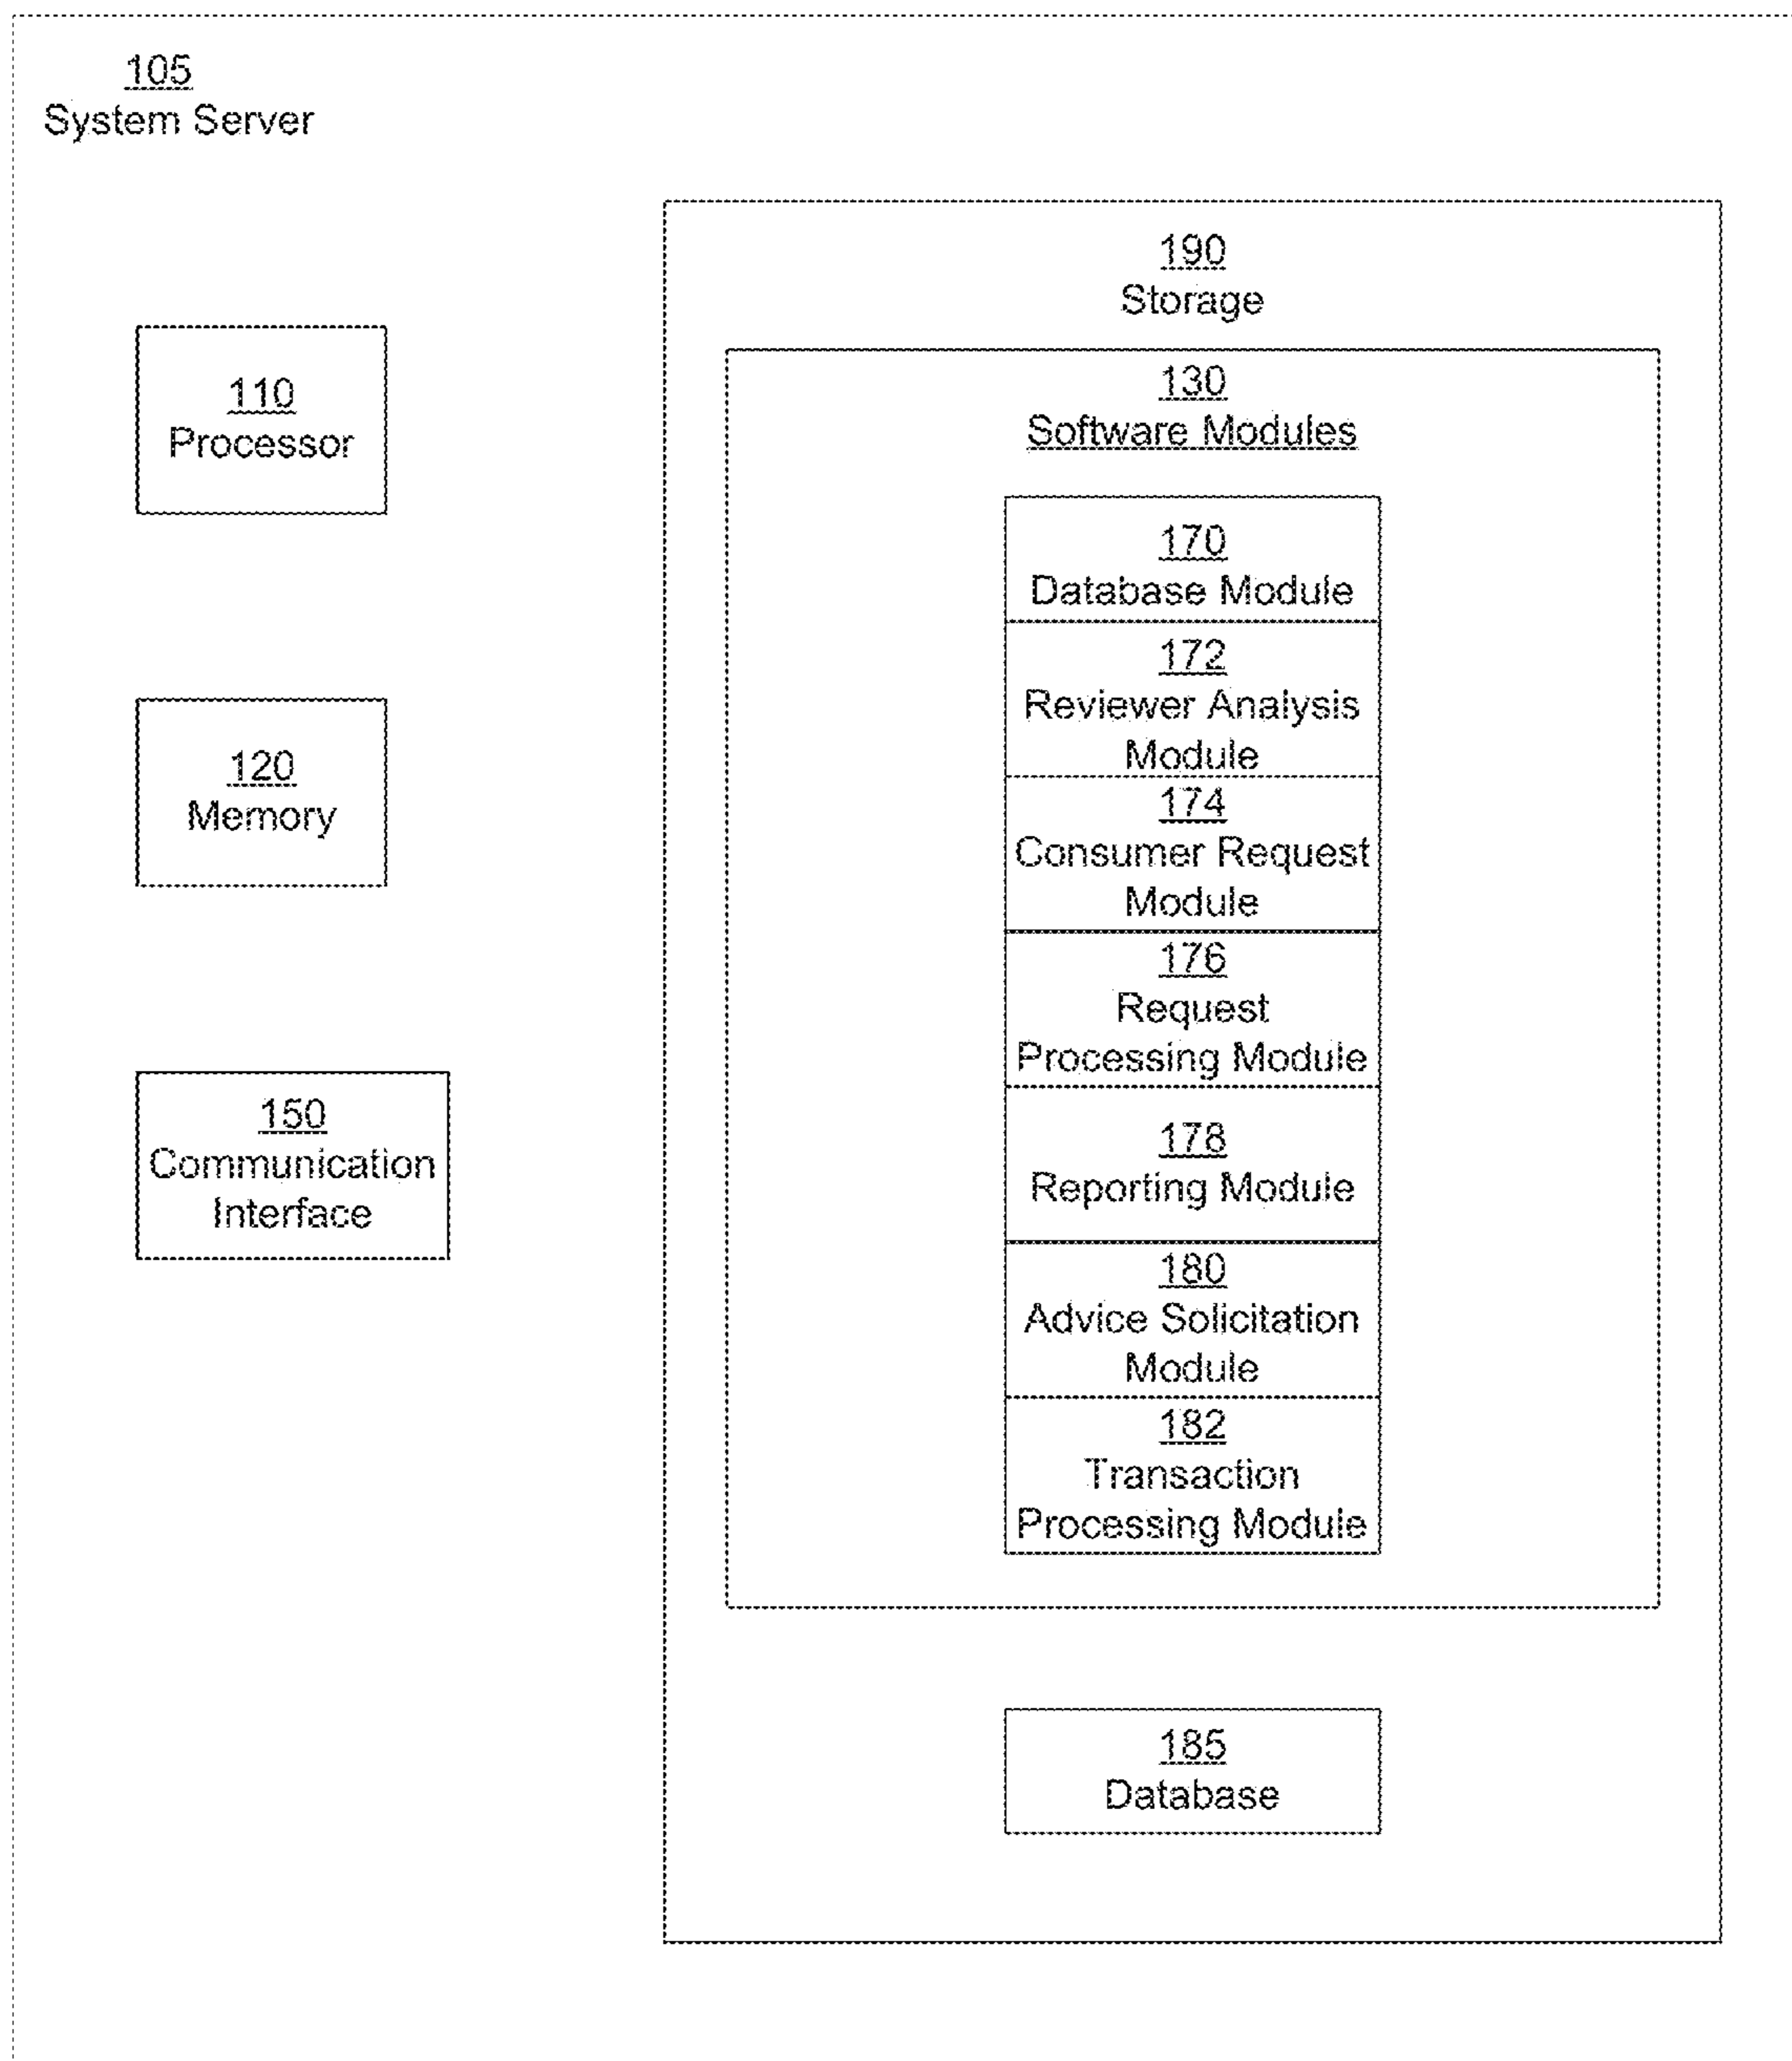 105
System Server
110
Processor
120
Memory
150
Communication
Interface
190
Storage
130
Software Modules
170
Database Module
172
Reviewer Analysis
Module
174
Consumer Request
Module
176
Request
Processing Module
178
Reporting Module
180
Advice Solicitation
Module
182
Transaction
Processing Module
185
Database